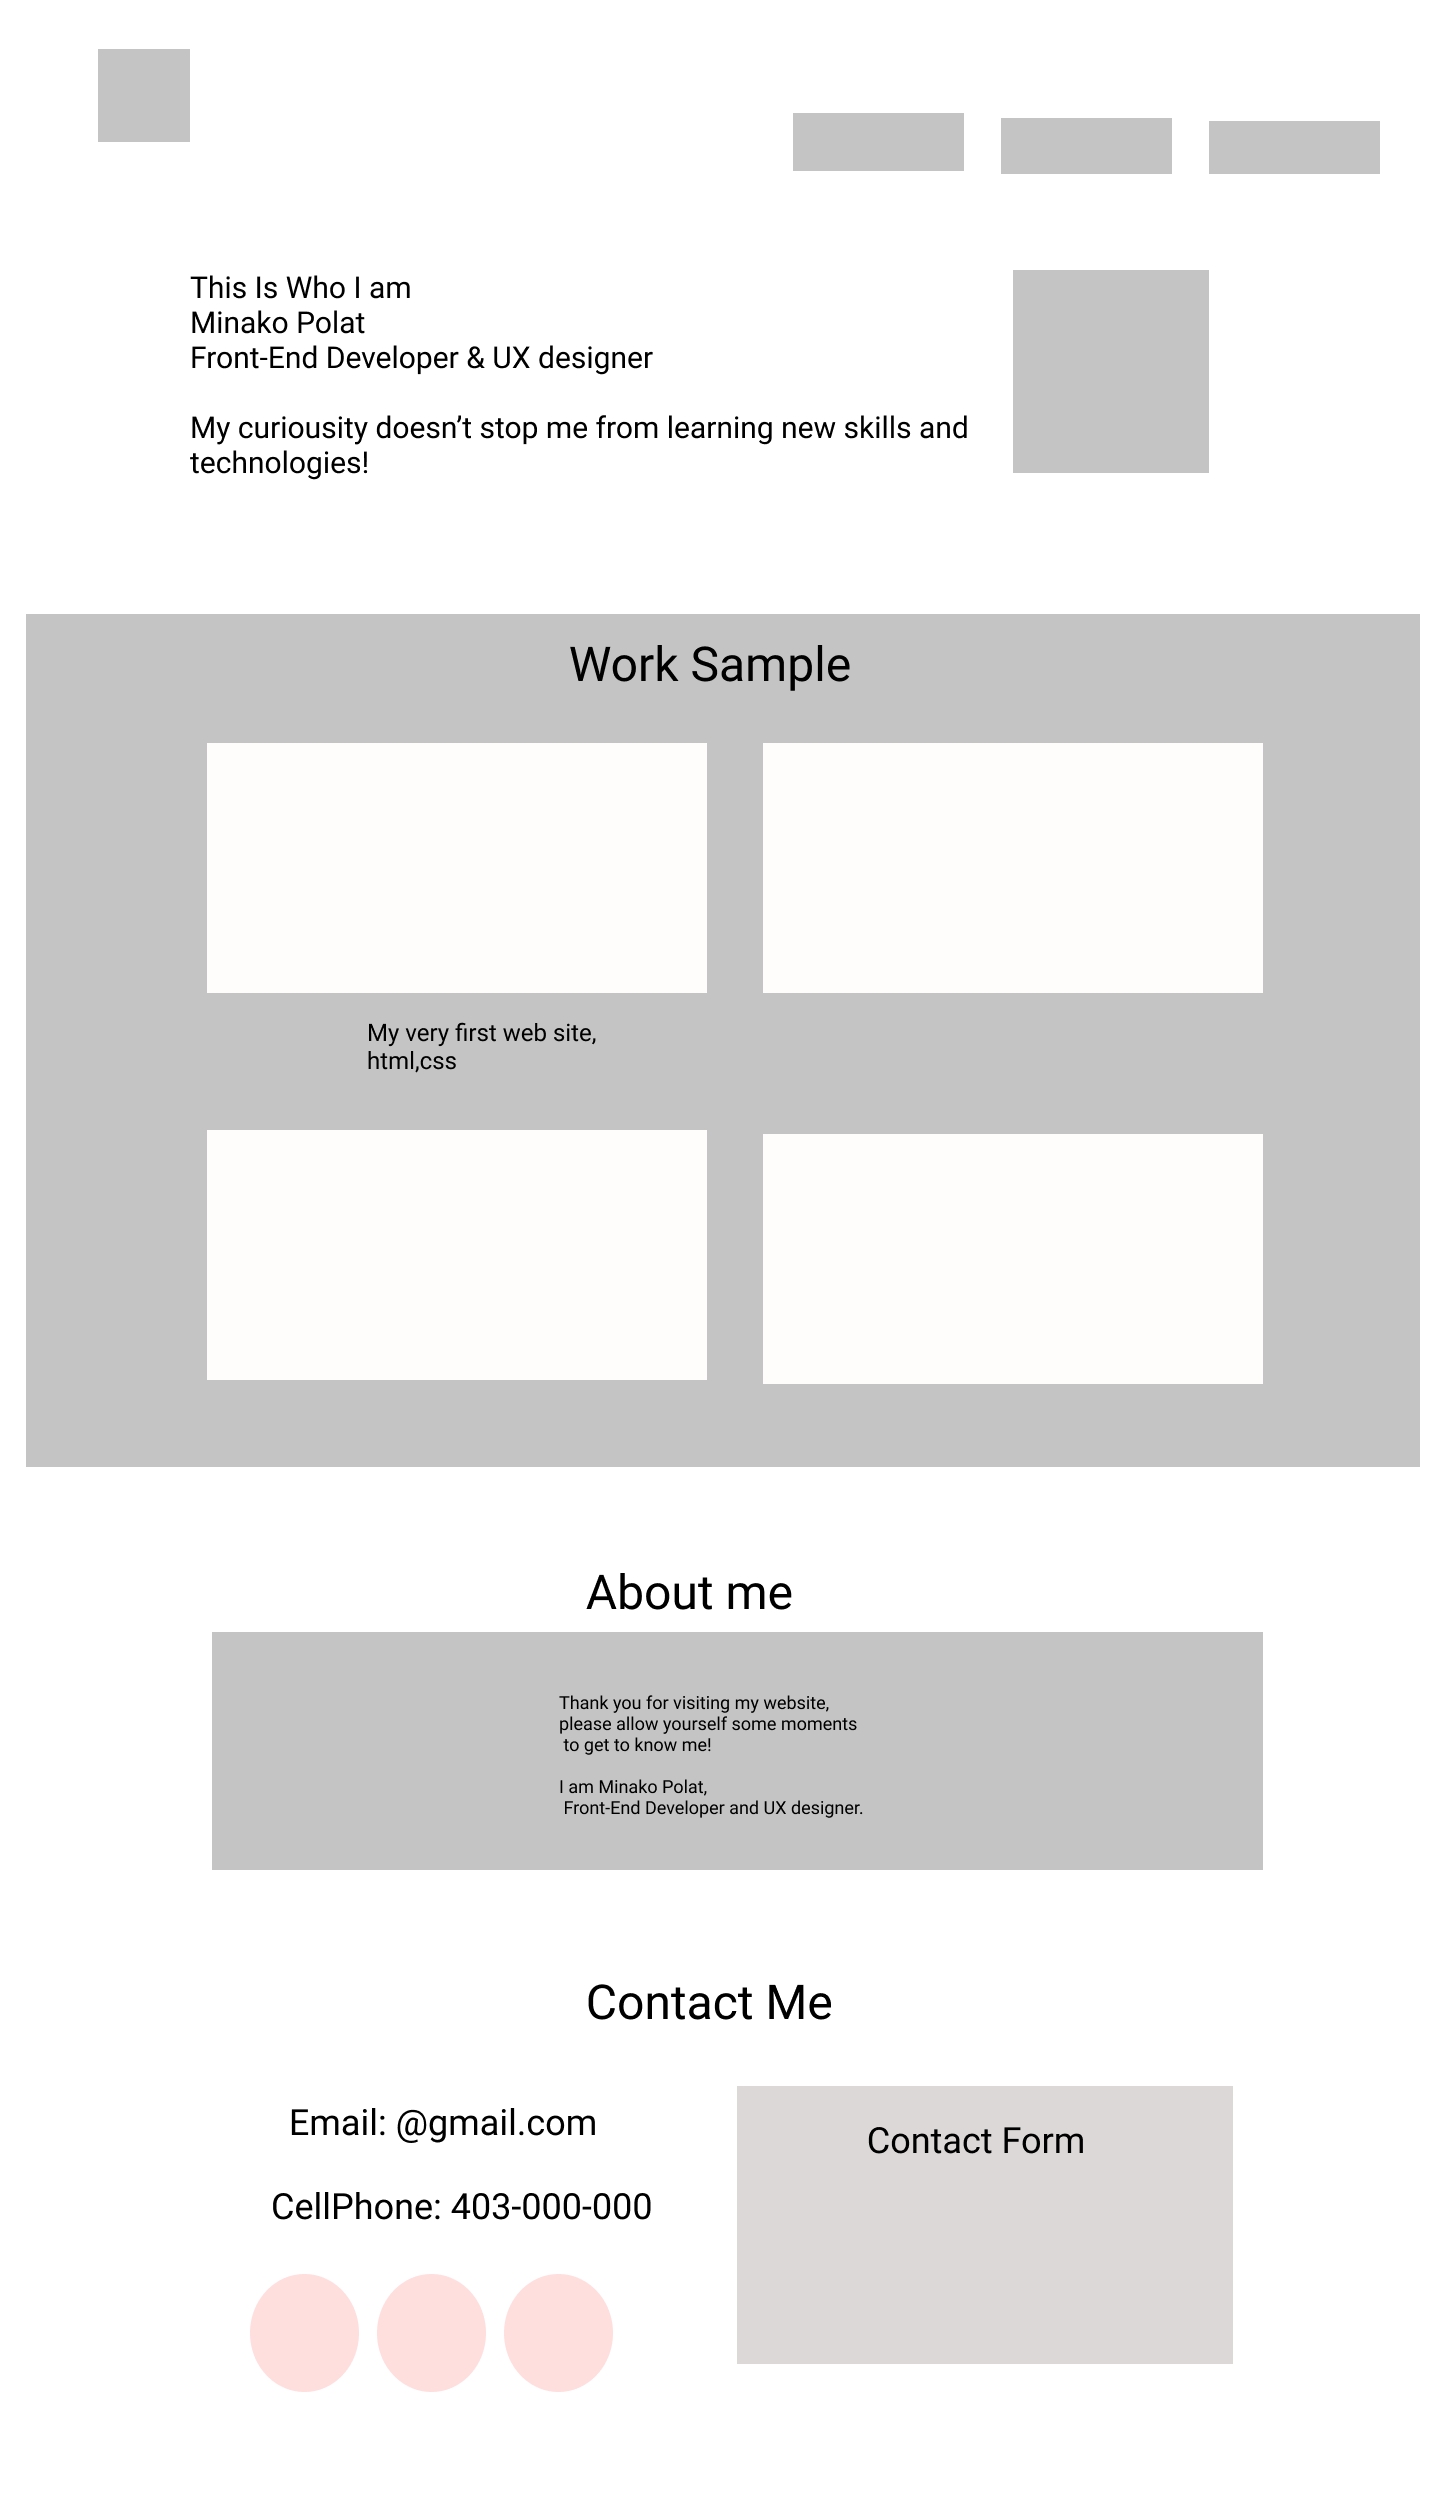 This Is Who I am
Minako Polat
Front-End Developer & UX designer
My curiousity doesn’t stop me from learning new skills and
technologies!
Work Sample
My very first web site,
html,css
About me
Thank you for visiting my website,
please allow yourself some moments
to get to know me!
I am Minako Polat,
Front-End Developer and UX designer.
Contact Me
Email: @gmail.com
CellPhone: 403-000-000
Contact Form